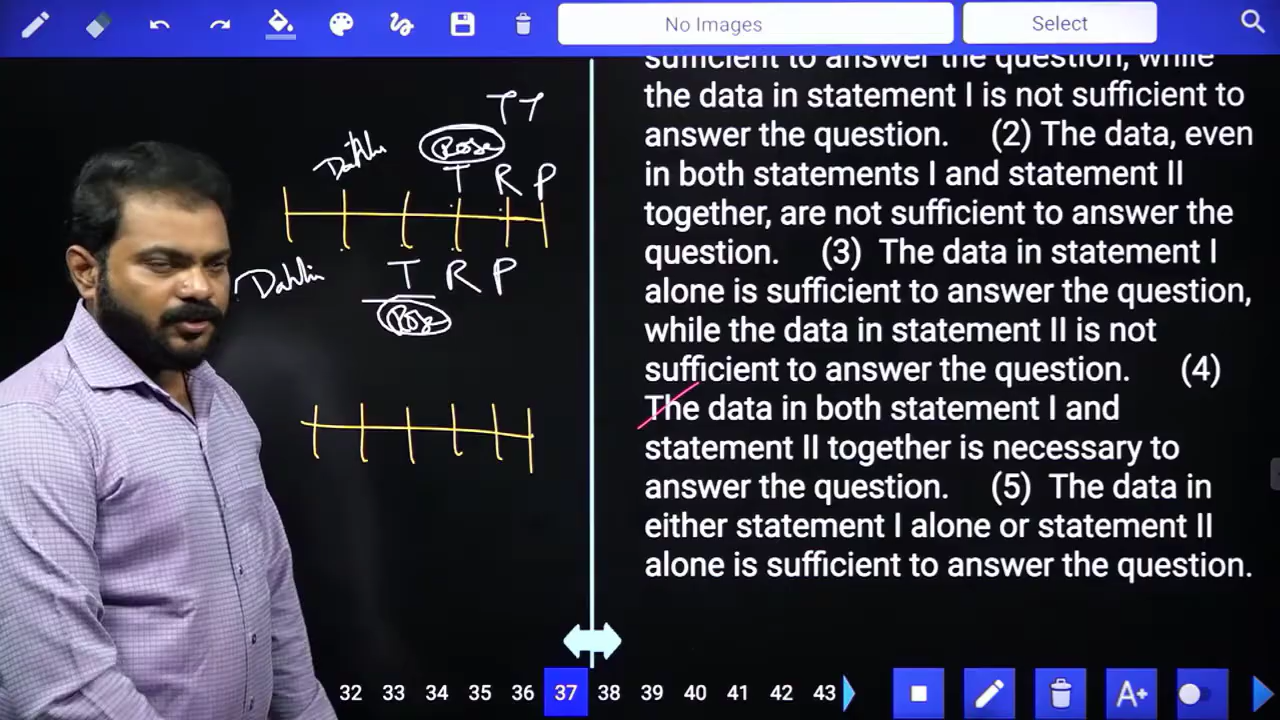 No Images
Select
sufficient to answer the question, while
the data in statement I is not sufficient to
answer the question. (2) The data, even
in both statements I and statement II
together, are not sufficient to answer the
question. (3) The data in statement I
alone is sufficient to answer the question,
while the data in statement II is not
sufficient to answer the question. (4)
The data in both statement I and
statement II together is necessary to
answer the question. (5) The data in
either statement I alone or statement II
alone is sufficient to answer the question.
Rose
T R P
Dahlia
T R P
Rose
32 33 34 35 36 37 38 39 40 41 42 43
A+